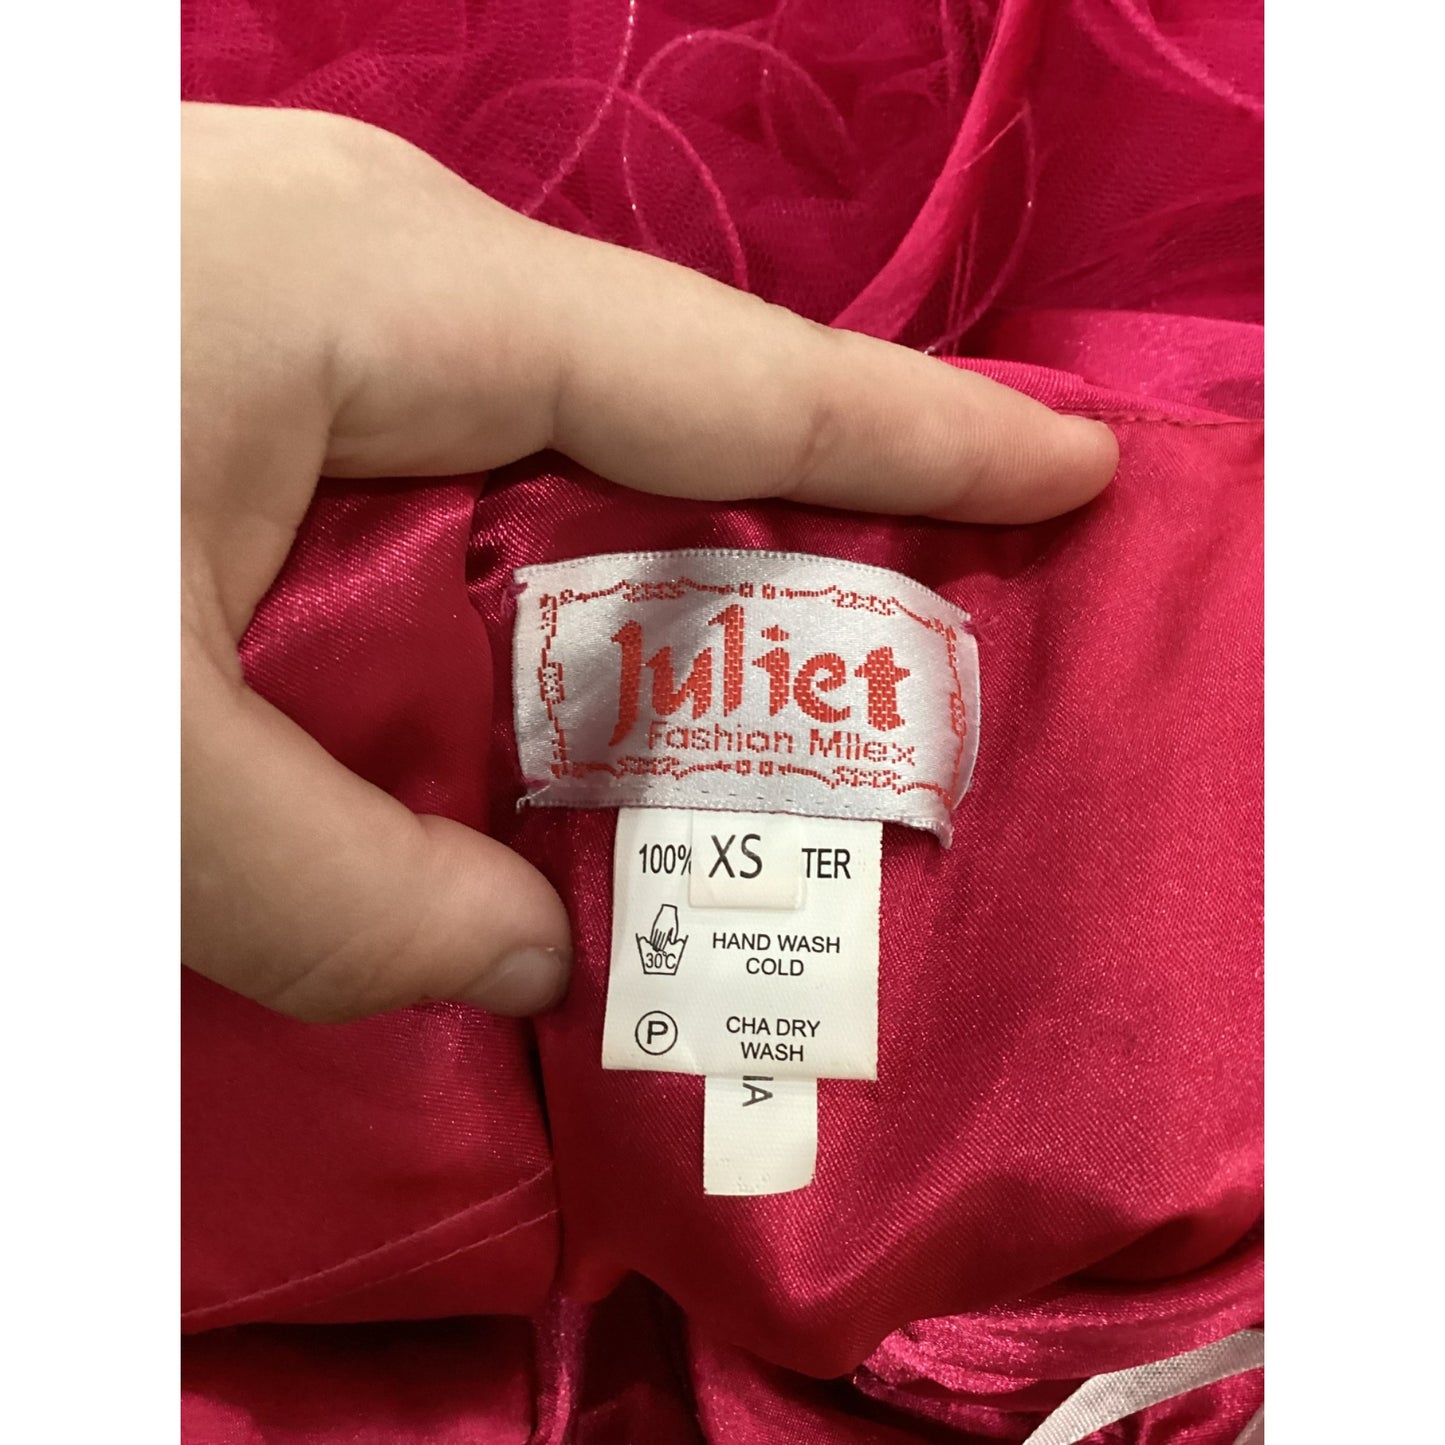 Juliet
Fashion Milex
100% XS TER
30°C HAND WASH
COLD
P CHA DRY
WASH
IA